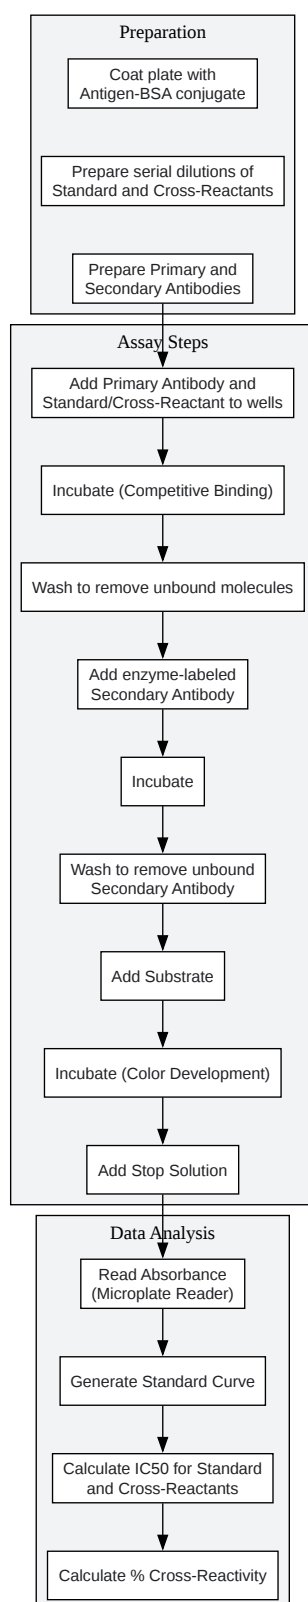 Preparation
Coat plate with
Antigen-BSA conjugate
Prepare serial dilutions of
Standard and Cross-Reactants
Prepare Primary and
Secondary Antibodies
Assay Steps
Add Primary Antibody and
Standard/Cross-Reactant to wells
Incubate (Competitive Binding)
Wash to remove unbound molecules
Add enzyme-labeled
Secondary Antibody
Incubate
Wash to remove unbound
Secondary Antibody
Add Substrate
Incubate (Color Development)
Add Stop Solution
Data Analysis
Read Absorbance
(Microplate Reader)
Generate Standard Curve
Calculate IC50 for Standard
and Cross-Reactants
Calculate % Cross-Reactivity